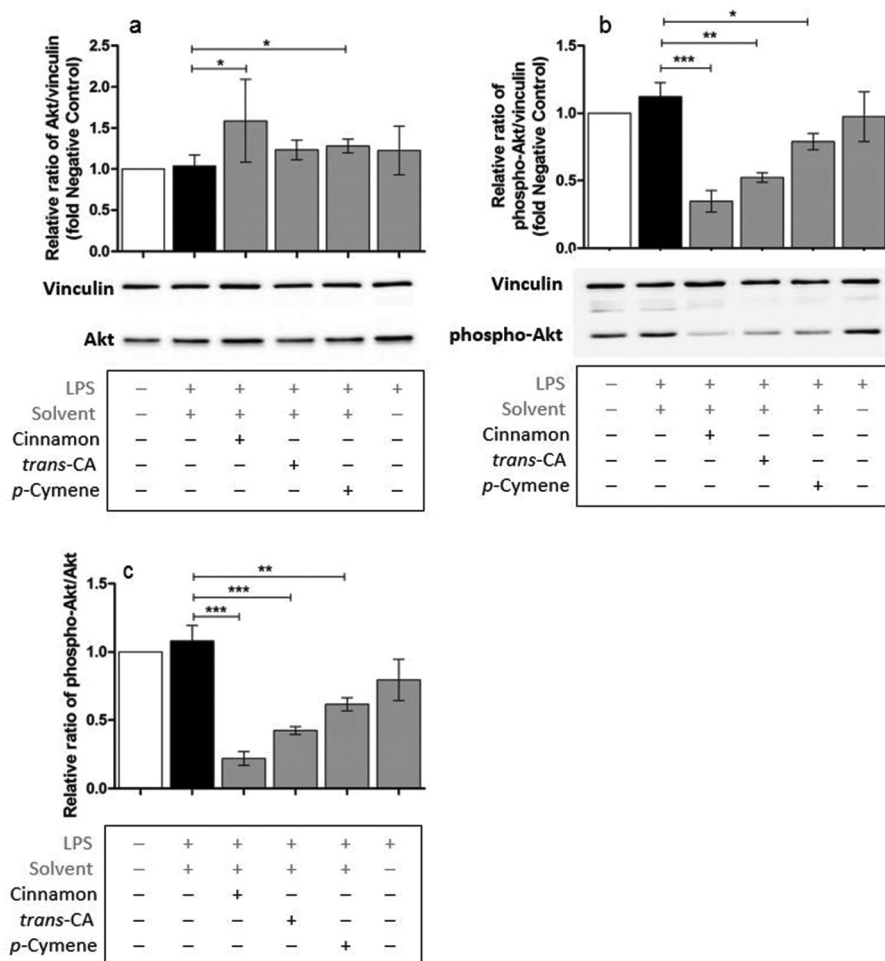 a
Relative ratio of Akt/vinculin
(fold Negative Control)
2.5
2.0
1.5
1.0
0.5
0.0
*
*
Vinculin
Akt
LPS – + + + + +
Solvent – + + + + –
Cinnamon – – + – – –
trans-CA – – – + – –
p-Cymene – – – – + –
b
Relative ratio of
phospho-Akt/vinculin
(fold Negative Control)
1.5
1.0
0.5
0.0
*
**
***
Vinculin
phospho-Akt
LPS – + + + + +
Solvent – + + + + –
Cinnamon – – + – – –
trans-CA – – – + – –
p-Cymene – – – – + –
c
Relative ratio of phospho-Akt/Akt
1.5
1.0
0.5
0.0
**
***
***
LPS – + + + + +
Solvent – + + + + –
Cinnamon – – + – – –
trans-CA – – – + – –
p-Cymene – – – – + –